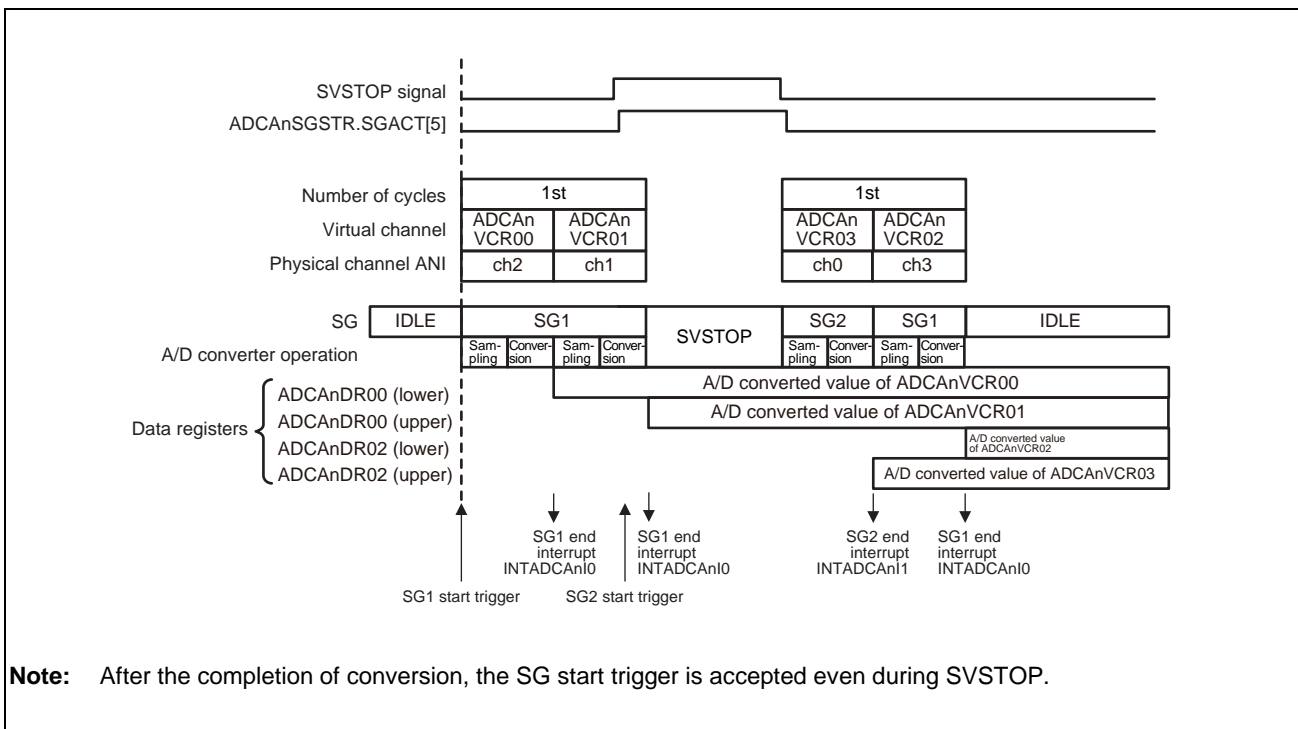 SVSTOP signal
ADCAnSGSTR.SGACT[5]
Number of cycles
1st
1st
Virtual channel
ADCAn
VCR00
ADCAn
VCR01
ADCAn
VCR03
ADCAn
VCR02
Physical channel ANI
ch2
ch1
ch0
ch3
SG
IDLE
SG1
SVSTOP
SG2
SG1
IDLE
A/D converter operation
Sam-
pling
Conver-
sion
Sam-
pling
Conver-
sion
Sam-
pling
Conver-
sion
Sam-
pling
Conver-
sion
Data registers
ADCAnDR00 (lower)
A/D converted value of ADCAnVCR00
ADCAnDR00 (upper)
A/D converted value of ADCAnVCR01
ADCAnDR02 (lower)
A/D converted value
of ADCAnVCR02
ADCAnDR02 (upper)
A/D converted value of ADCAnVCR03
SG1 end
interrupt
INTADCAnI0
SG1 end
interrupt
INTADCAnI0
SG2 end
interrupt
INTADCAnI1
SG1 end
interrupt
INTADCAnI0
SG1 start trigger
SG2 start trigger
Note: After the completion of conversion, the SG start trigger is accepted even during SVSTOP.